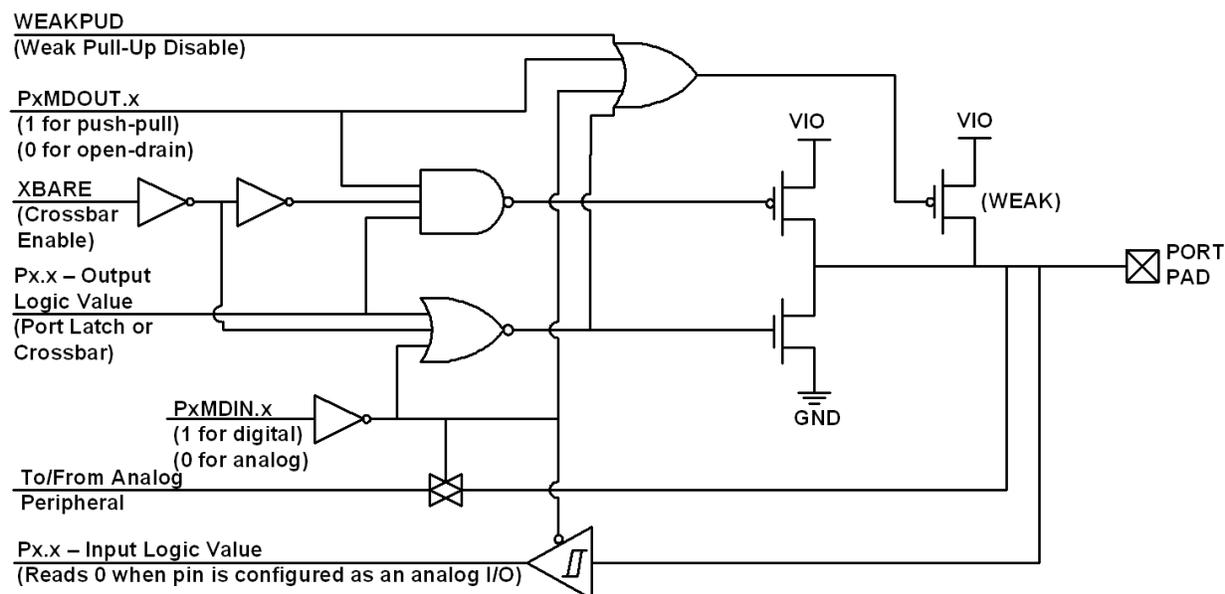 WEAKPUD
(Weak Pull-Up Disable)
PxMDOUT.x
(1 for push-pull)
(0 for open-drain)
XBARE
(Crossbar
Enable)
Px.x – Output
Logic Value
(Port Latch or
Crossbar)
PxMDIN.x
(1 for digital)
(0 for analog)
To/From Analog
Peripheral
Px.x – Input Logic Value
(Reads 0 when pin is configured as an analog I/O)
VIO
VIO
(WEAK)
GND
PORT
PAD